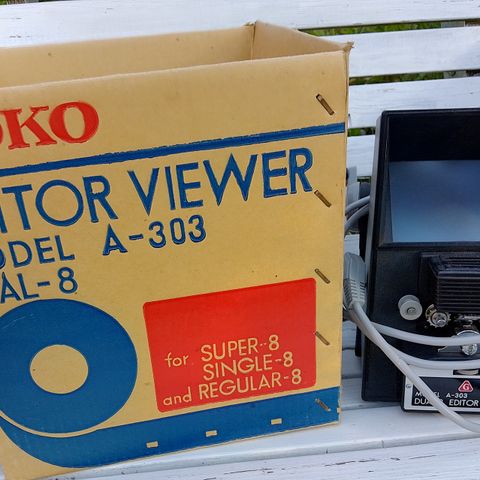 OKO
ITOR VIEWER
ODEL A-303
AL-8
for SUPER-8
SINGLE-8
and REGULAR-8
G
MODEL A-303
DUAL-8 EDITOR